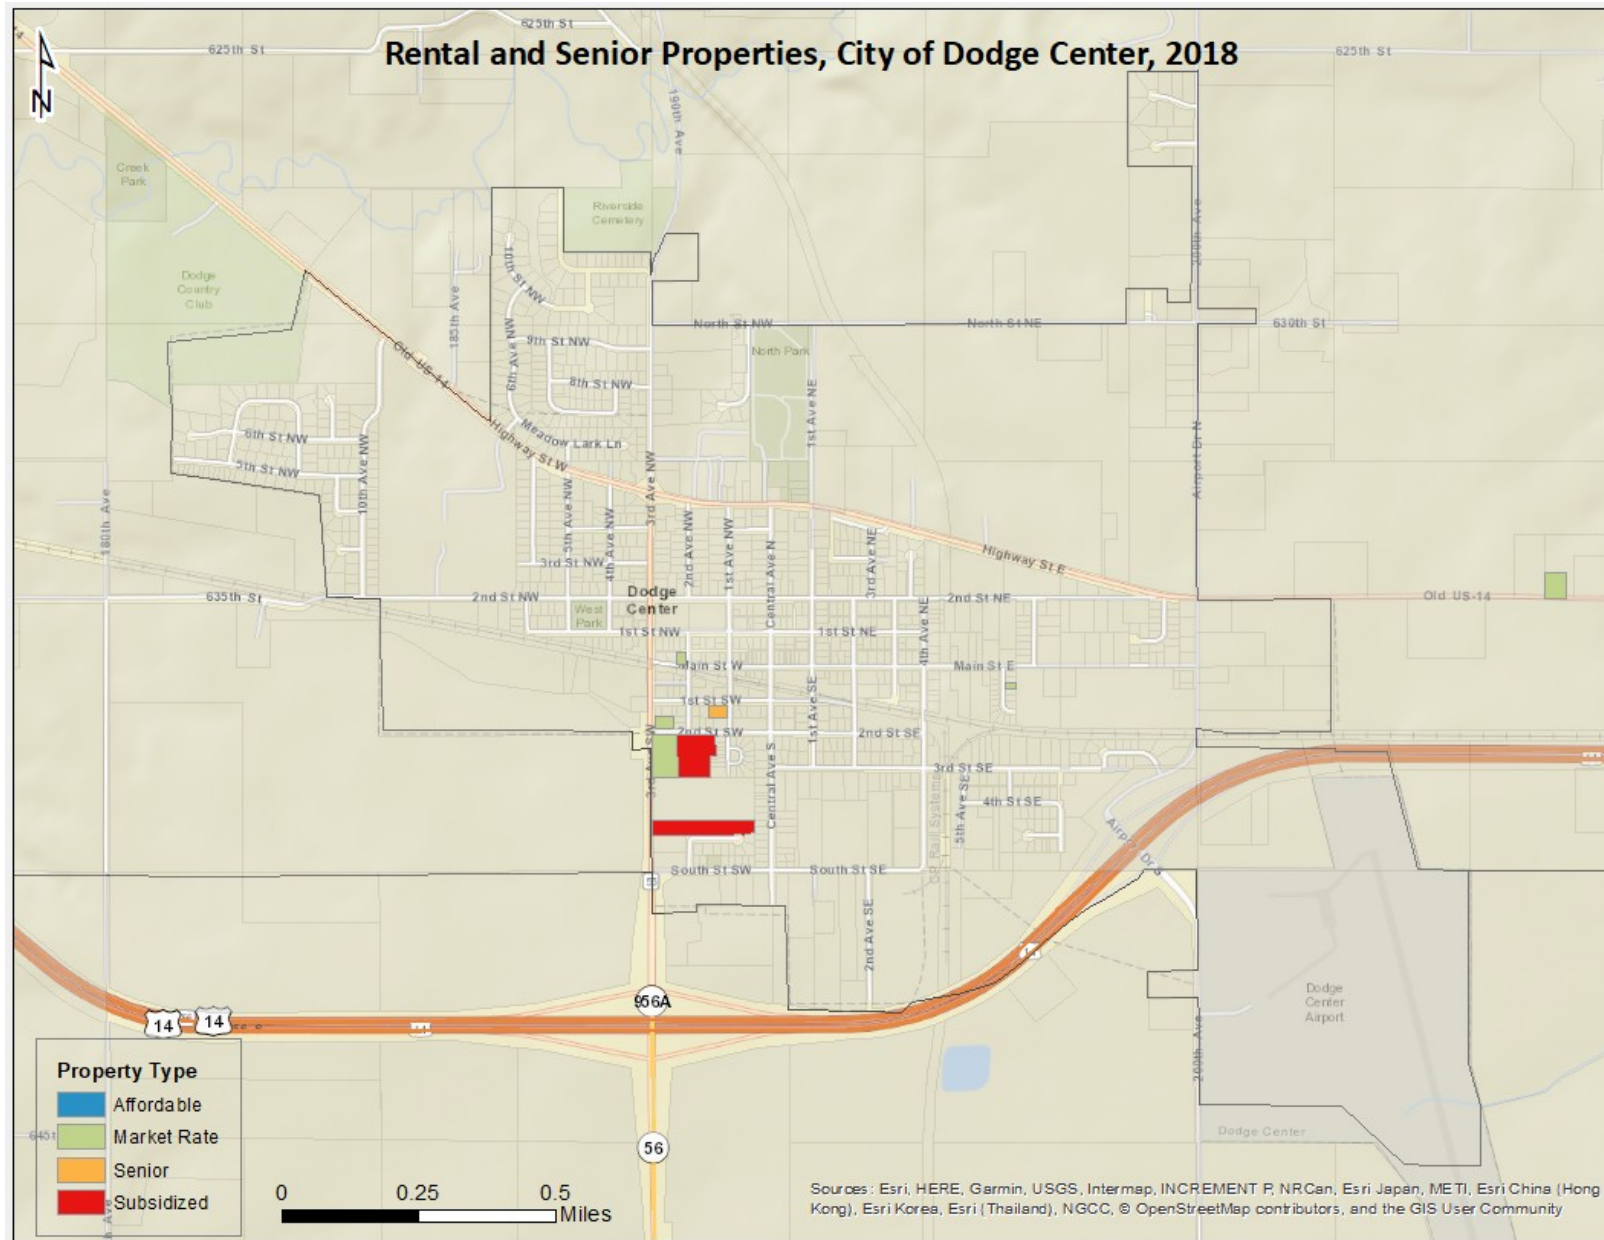 Rental and Senior Properties, City of Dodge Center, 2018
N
625th St
625th St
625th St
190th Ave
Creek
Park
Riverside
Cemetery
200th Ave
Dodge
Country
Club
10th St NW
185th Ave
Old US-14
6th Ave NW
9th St NW
8th St NW
North St NW
North St NE
630th St
North Park
1st Ave NE
Meadow Lark Ln
Highway St W
6th St NW
5th St NW
10th Ave NW
3rd Ave NW
Airport Dr N
180th Ave
5th Ave NW
4th Ave NW
2nd Ave NW
1st Ave NW
Central Ave N
3rd Ave NE
Highway St E
3rd St NW
635th St
2nd St NW
Dodge
Center
2nd St NE
Old US-14
West
Park
1st St NW
1st St NE
4th Ave NE
Main St W
Main St E
1st St SW
1st Ave SE
2nd St SW
2nd St SE
3rd Ave SW
Central Ave S
3rd St SE
4th St SE
5th Ave SE
Airport Dr S
South St SW
South St SE
2nd Ave SE
Dodge
Center
Airport
956A
14
14
56
200th Ave
Dodge Center
Property Type
Affordable
Market Rate
Senior
Subsidized
0 0.25 0.5
Miles
Sources: Esri, HERE, Garmin, USGS, Intermap, INCREMENT P, NRCan, Esri Japan, METI, Esri China (Hong
Kong), Esri Korea, Esri (Thailand), NGCC, © OpenStreetMap contributors, and the GIS User Community